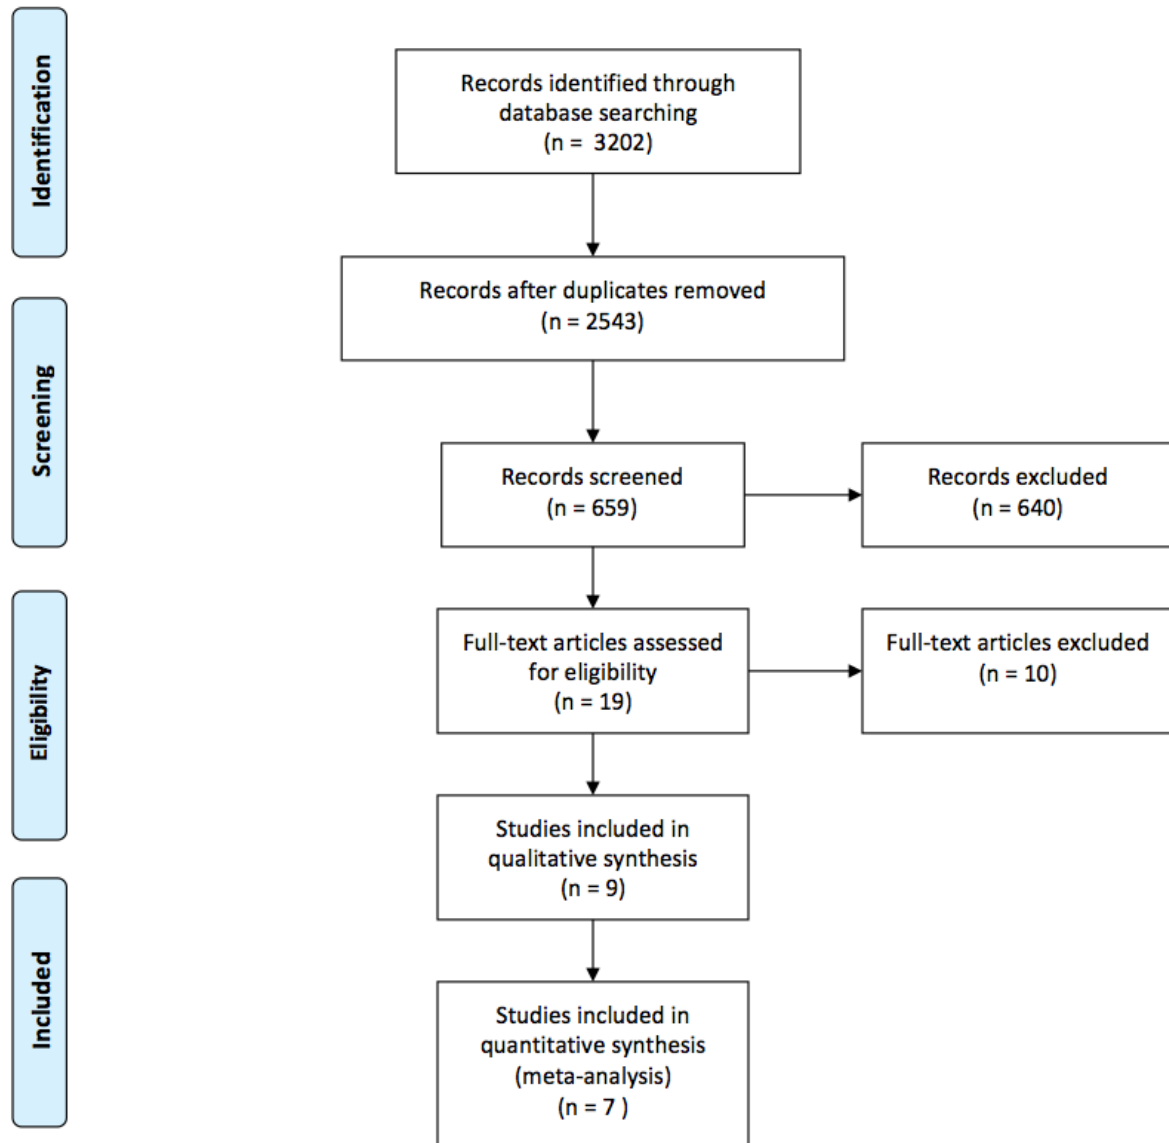 Identification
Records identified through
database searching
(n =  3202)
Records after duplicates removed
(n = 2543)
Screening
Records screened
(n = 659)
Records excluded
(n = 640)
Eligibility
Full-text articles assessed
for eligibility
(n = 19)
Full-text articles excluded
(n = 10)
Studies included in
qualitative synthesis
(n = 9)
Included
Studies included in
quantitative synthesis
(meta-analysis)
(n = 7 )